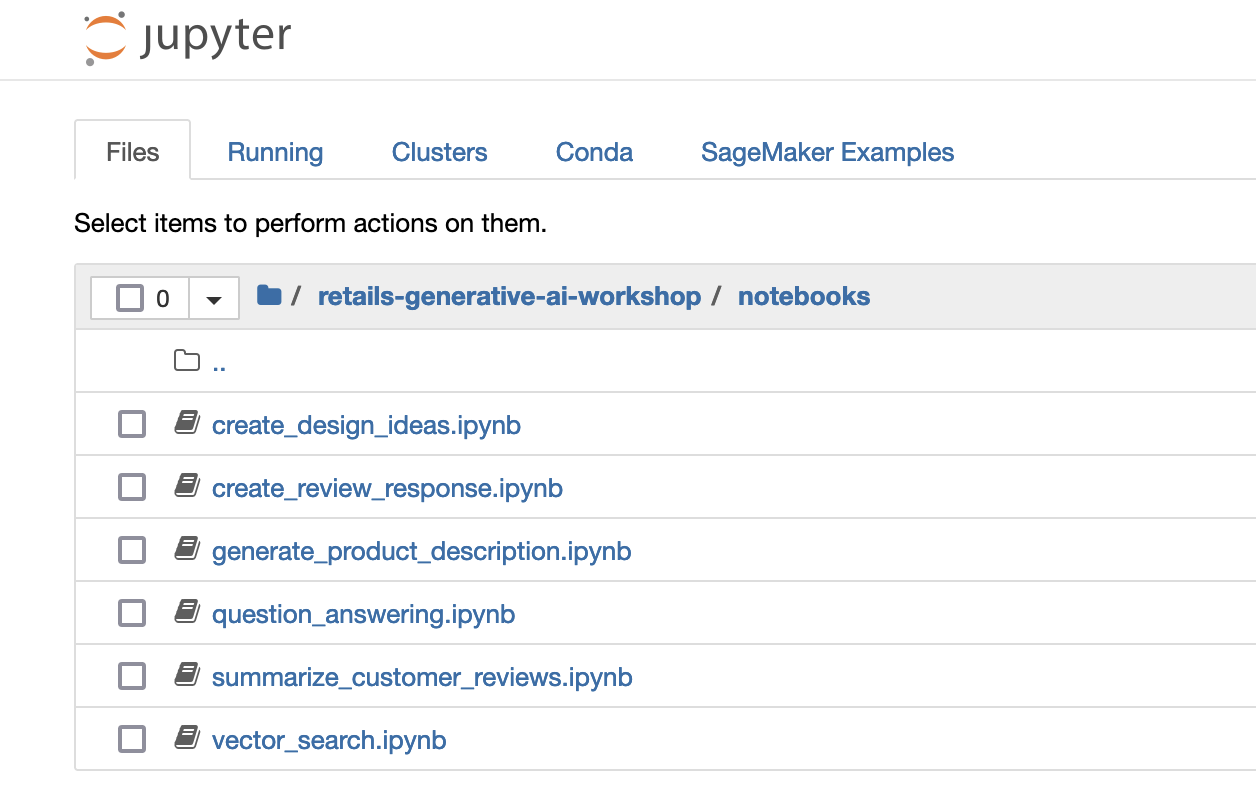 jupyter
Files Running Clusters Conda SageMaker Examples
Select items to perform actions on them.
0 / retails-generative-ai-workshop / notebooks
..
create_design_ideas.ipynb
create_review_response.ipynb
generate_product_description.ipynb
question_answering.ipynb
summarize_customer_reviews.ipynb
vector_search.ipynb